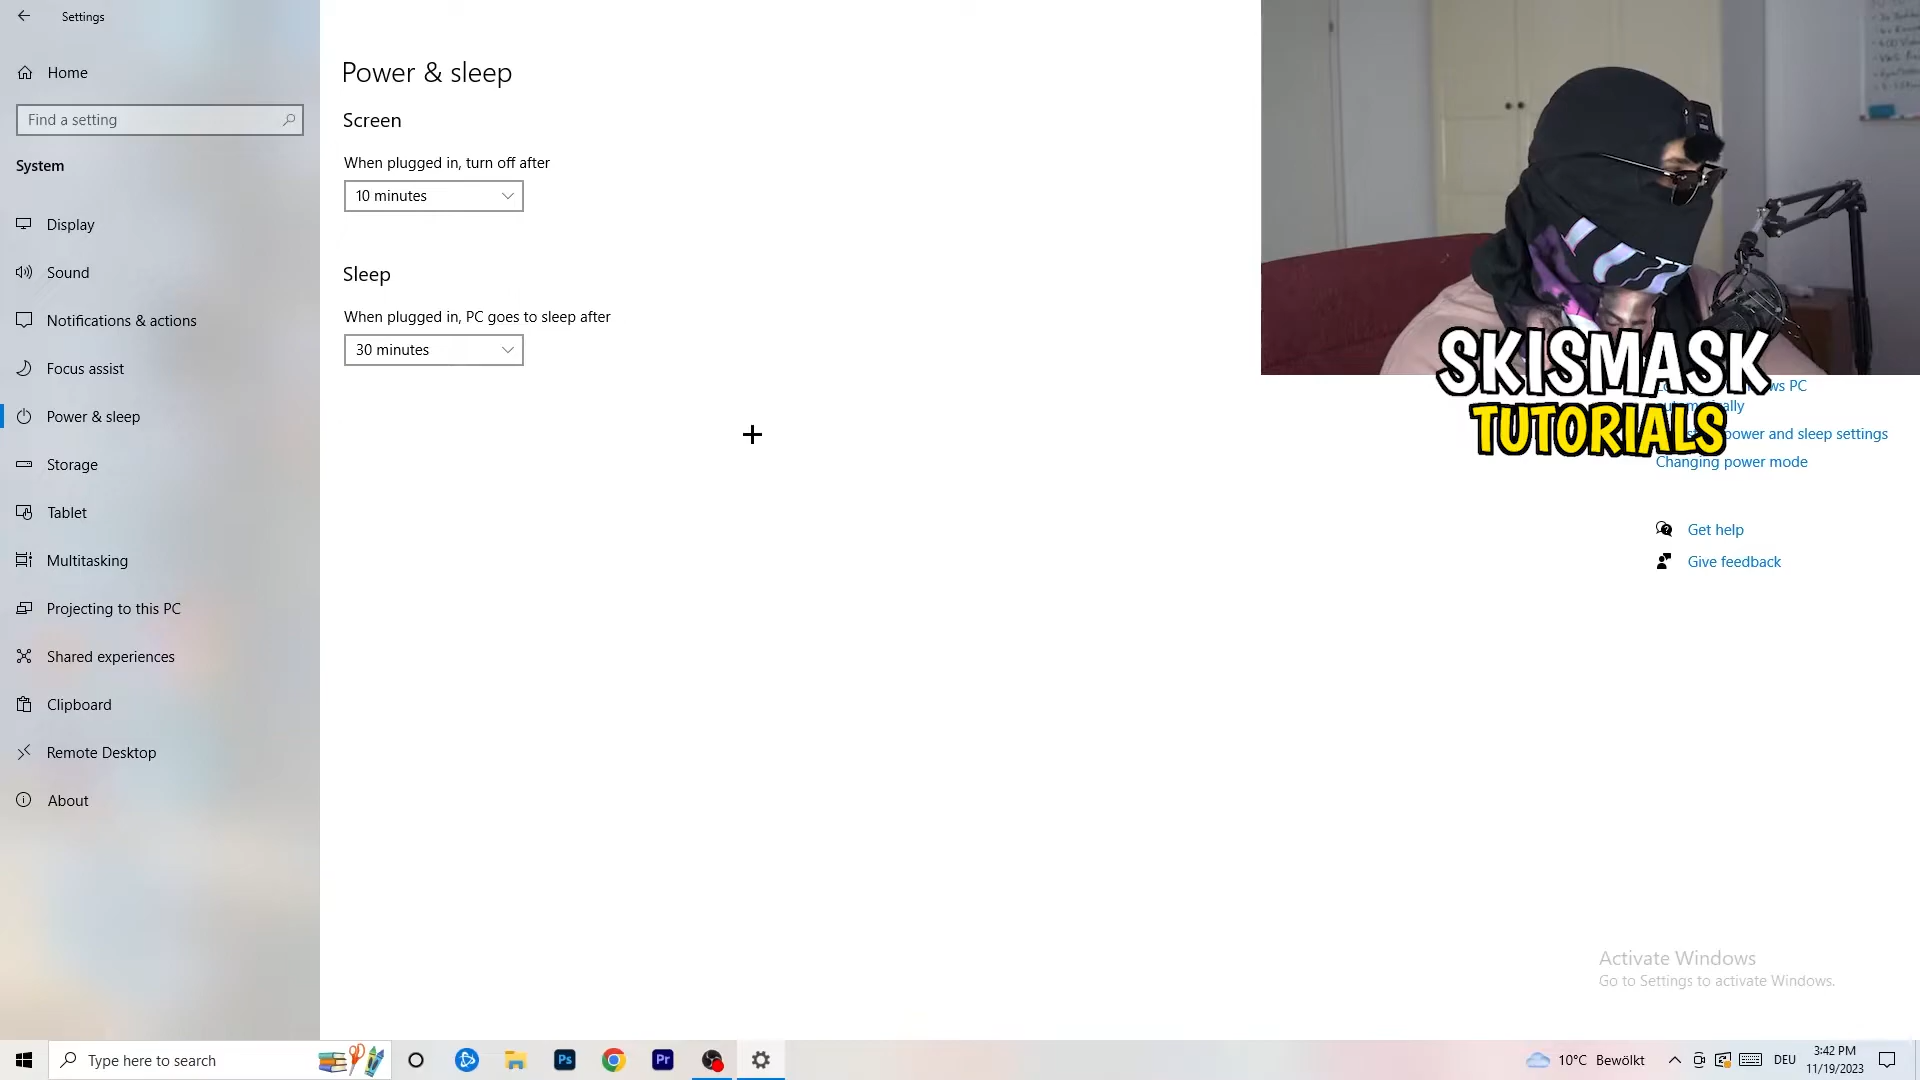 Settings
Home
Find a setting
System
Display
Sound
Notifications & actions
Focus assist
Power & sleep
Storage
Tablet
Multitasking
Projecting to this PC
Shared experiences
Clipboard
Remote Desktop
About
Power & sleep
Screen
When plugged in, turn off after
10 minutes
Sleep
When plugged in, PC goes to sleep after
30 minutes
SKISMASK
TUTORIALS
PC
power and sleep settings
Changing power mode
Get help
Give feedback
Activate Windows
Go to Settings to activate Windows.
Type here to search
Ps
Pr
10°C Bewölkt
DEU
3:42 PM
11/19/2023